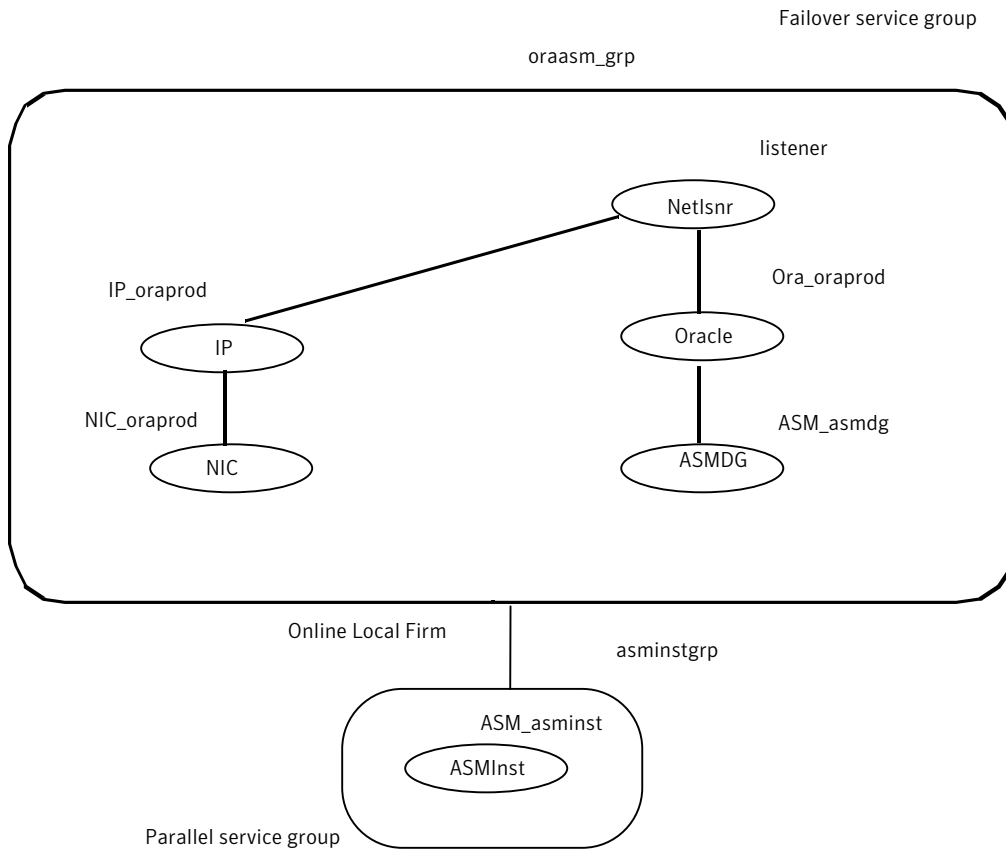 Failover service group
oraasm_grp
listener
Netlsnr
Ora_oraprod
IP_oraprod
IP
Oracle
NIC_oraprod
ASM_asmdg
NIC
ASMDG
Online Local Firm
asminstgrp
ASM_asminst
ASMInst
Parallel service group